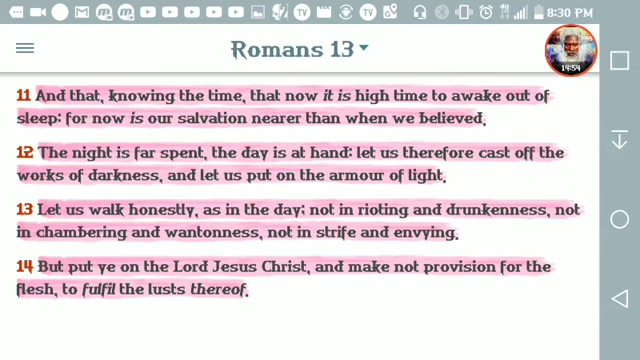 8:30 PM
Romans 13
14:54
11 And that, knowing the time, that now it is high time to awake out of
sleep: for now is our salvation nearer than when we believed.
12 The night is far spent, the day is at hand: let us therefore cast off the
works of darkness, and let us put on the armour of light.
13 Let us walk honestly, as in the day; not in rioting and drunkenness, not
in chambering and wantonness, not in strife and envying.
14 But put ye on the Lord Jesus Christ, and make not provision for the
flesh, to fulfil the lusts thereof.